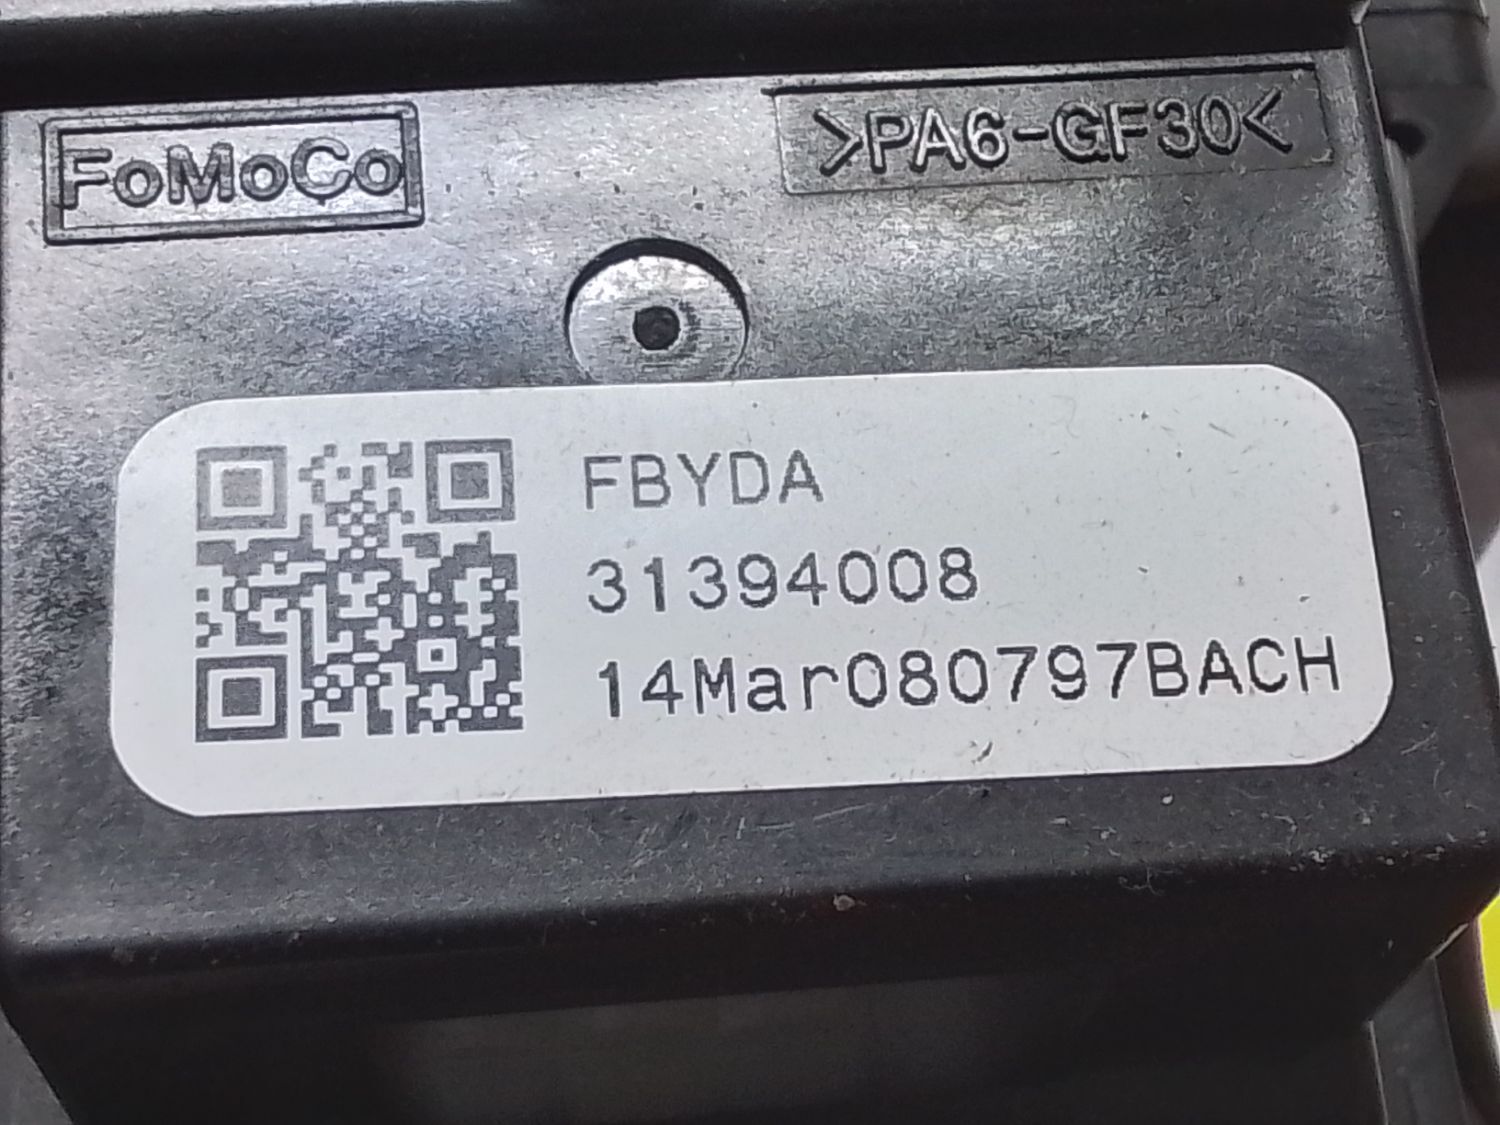 FoMoCo
>PA6-GF30<
FBYDA
31394008
14Mar080797BACH